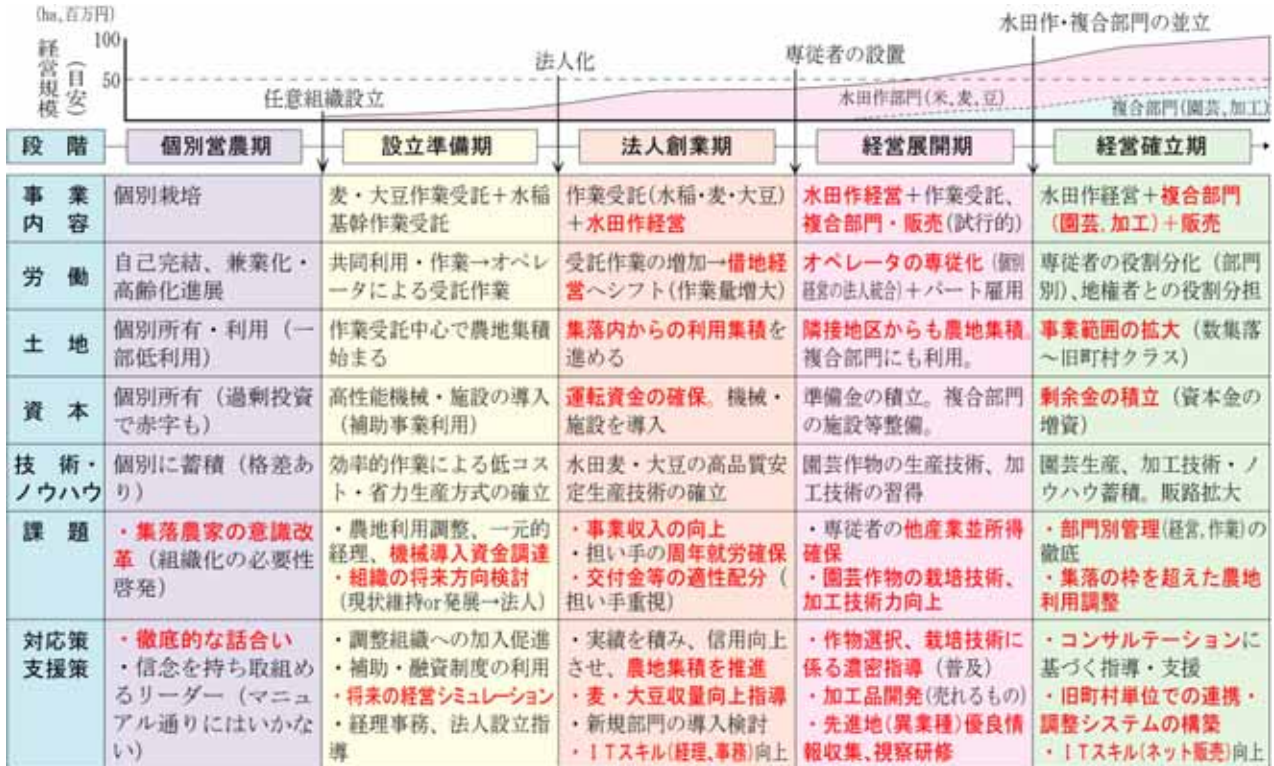 (ha,百万円)
経営規模
(目安)
100
50
任意組織設立
法人化
専従者の設置
水田作・複合部門の並立
水田作部門(米,麦,豆)
複合部門(園芸,加工)
段 階
個別営農期
設立準備期
法人創業期
経営展開期
経営確立期
事 業
内 容
個別栽培
麦・大豆作業受託＋水稲
基幹作業受託
作業受託(水稲・麦・大豆)
＋水田作経営
水田作経営＋作業受託、
複合部門・販売(試行的)
水田作経営＋複合部門
(園芸,加工)＋販売
労 働
自己完結、兼業化・
高齢化進展
共同利用・作業→オペレ
ータによる受託作業
受託作業の増加→借地経
営へシフト(作業量増大)
オペレータの専従化(個別
経営の法人統合)＋パート雇用
専従者の役割分化（部門
別）、地権者との役割分担
土 地
個別所有・利用（一
部低利用）
作業受託中心で農地集積
始まる
集落内からの利用集積を
進める
隣接地区からも農地集積。
複合部門にも利用。
事業範囲の拡大（数集落
～旧町村クラス）
資 本
個別所有（過剰投資
で赤字も）
高性能機械・施設の導入
（補助事業利用）
運転資金の確保。機械・
施設を導入
準備金の積立。複合部門
の施設等整備。
剰余金の積立（資本金の
増資）
技 術・
ノウハウ
個別に蓄積（格差あ
り）
効率的作業による低コス
ト・省力生産方式の確立
水田麦・大豆の高品質安
定生産技術の確立
園芸作物の生産技術、加
工技術の習得
園芸生産、加工技術・ノ
ウハウ蓄積。販路拡大
課 題
・集落農家の意識改
革（組織化の必要性
啓発）
・農地利用調整、一元的
経理、機械導入資金調達
・組織の将来方向検討
(現状維持or発展→法人)
・事業収入の向上
・担い手の周年就労確保
・交付金等の適性配分（
担い手重視）
・専従者の他産業並所得
確保
・園芸作物の栽培技術、
加工技術力向上
・部門別管理(経営,作業)の
徹底
・集落の枠を超えた農地
利用調整
対応策
支援策
・徹底的な話合い
・信念を持ち取組め
るリーダー（マニュ
アル通りにはいかな
い）
・調整組織への加入促進
・補助・融資制度の利用
・将来の経営シミュレーション
・経理事務、法人設立指
導
・実績を積み、信用向上
させ、農地集積を推進
・麦・大豆収量向上指導
・新規部門の導入検討
・ITスキル(経理,事務)向上
・作物選択、栽培技術に
係る濃密指導（普及）
・加工品開発(売れるもの)
・先進地(異業種)優良情
報収集、視察研修
・コンサルテーションに
基づく指導・支援
・旧町村単位での連携・
調整システムの構築
・ITスキル(ネット販売)向上